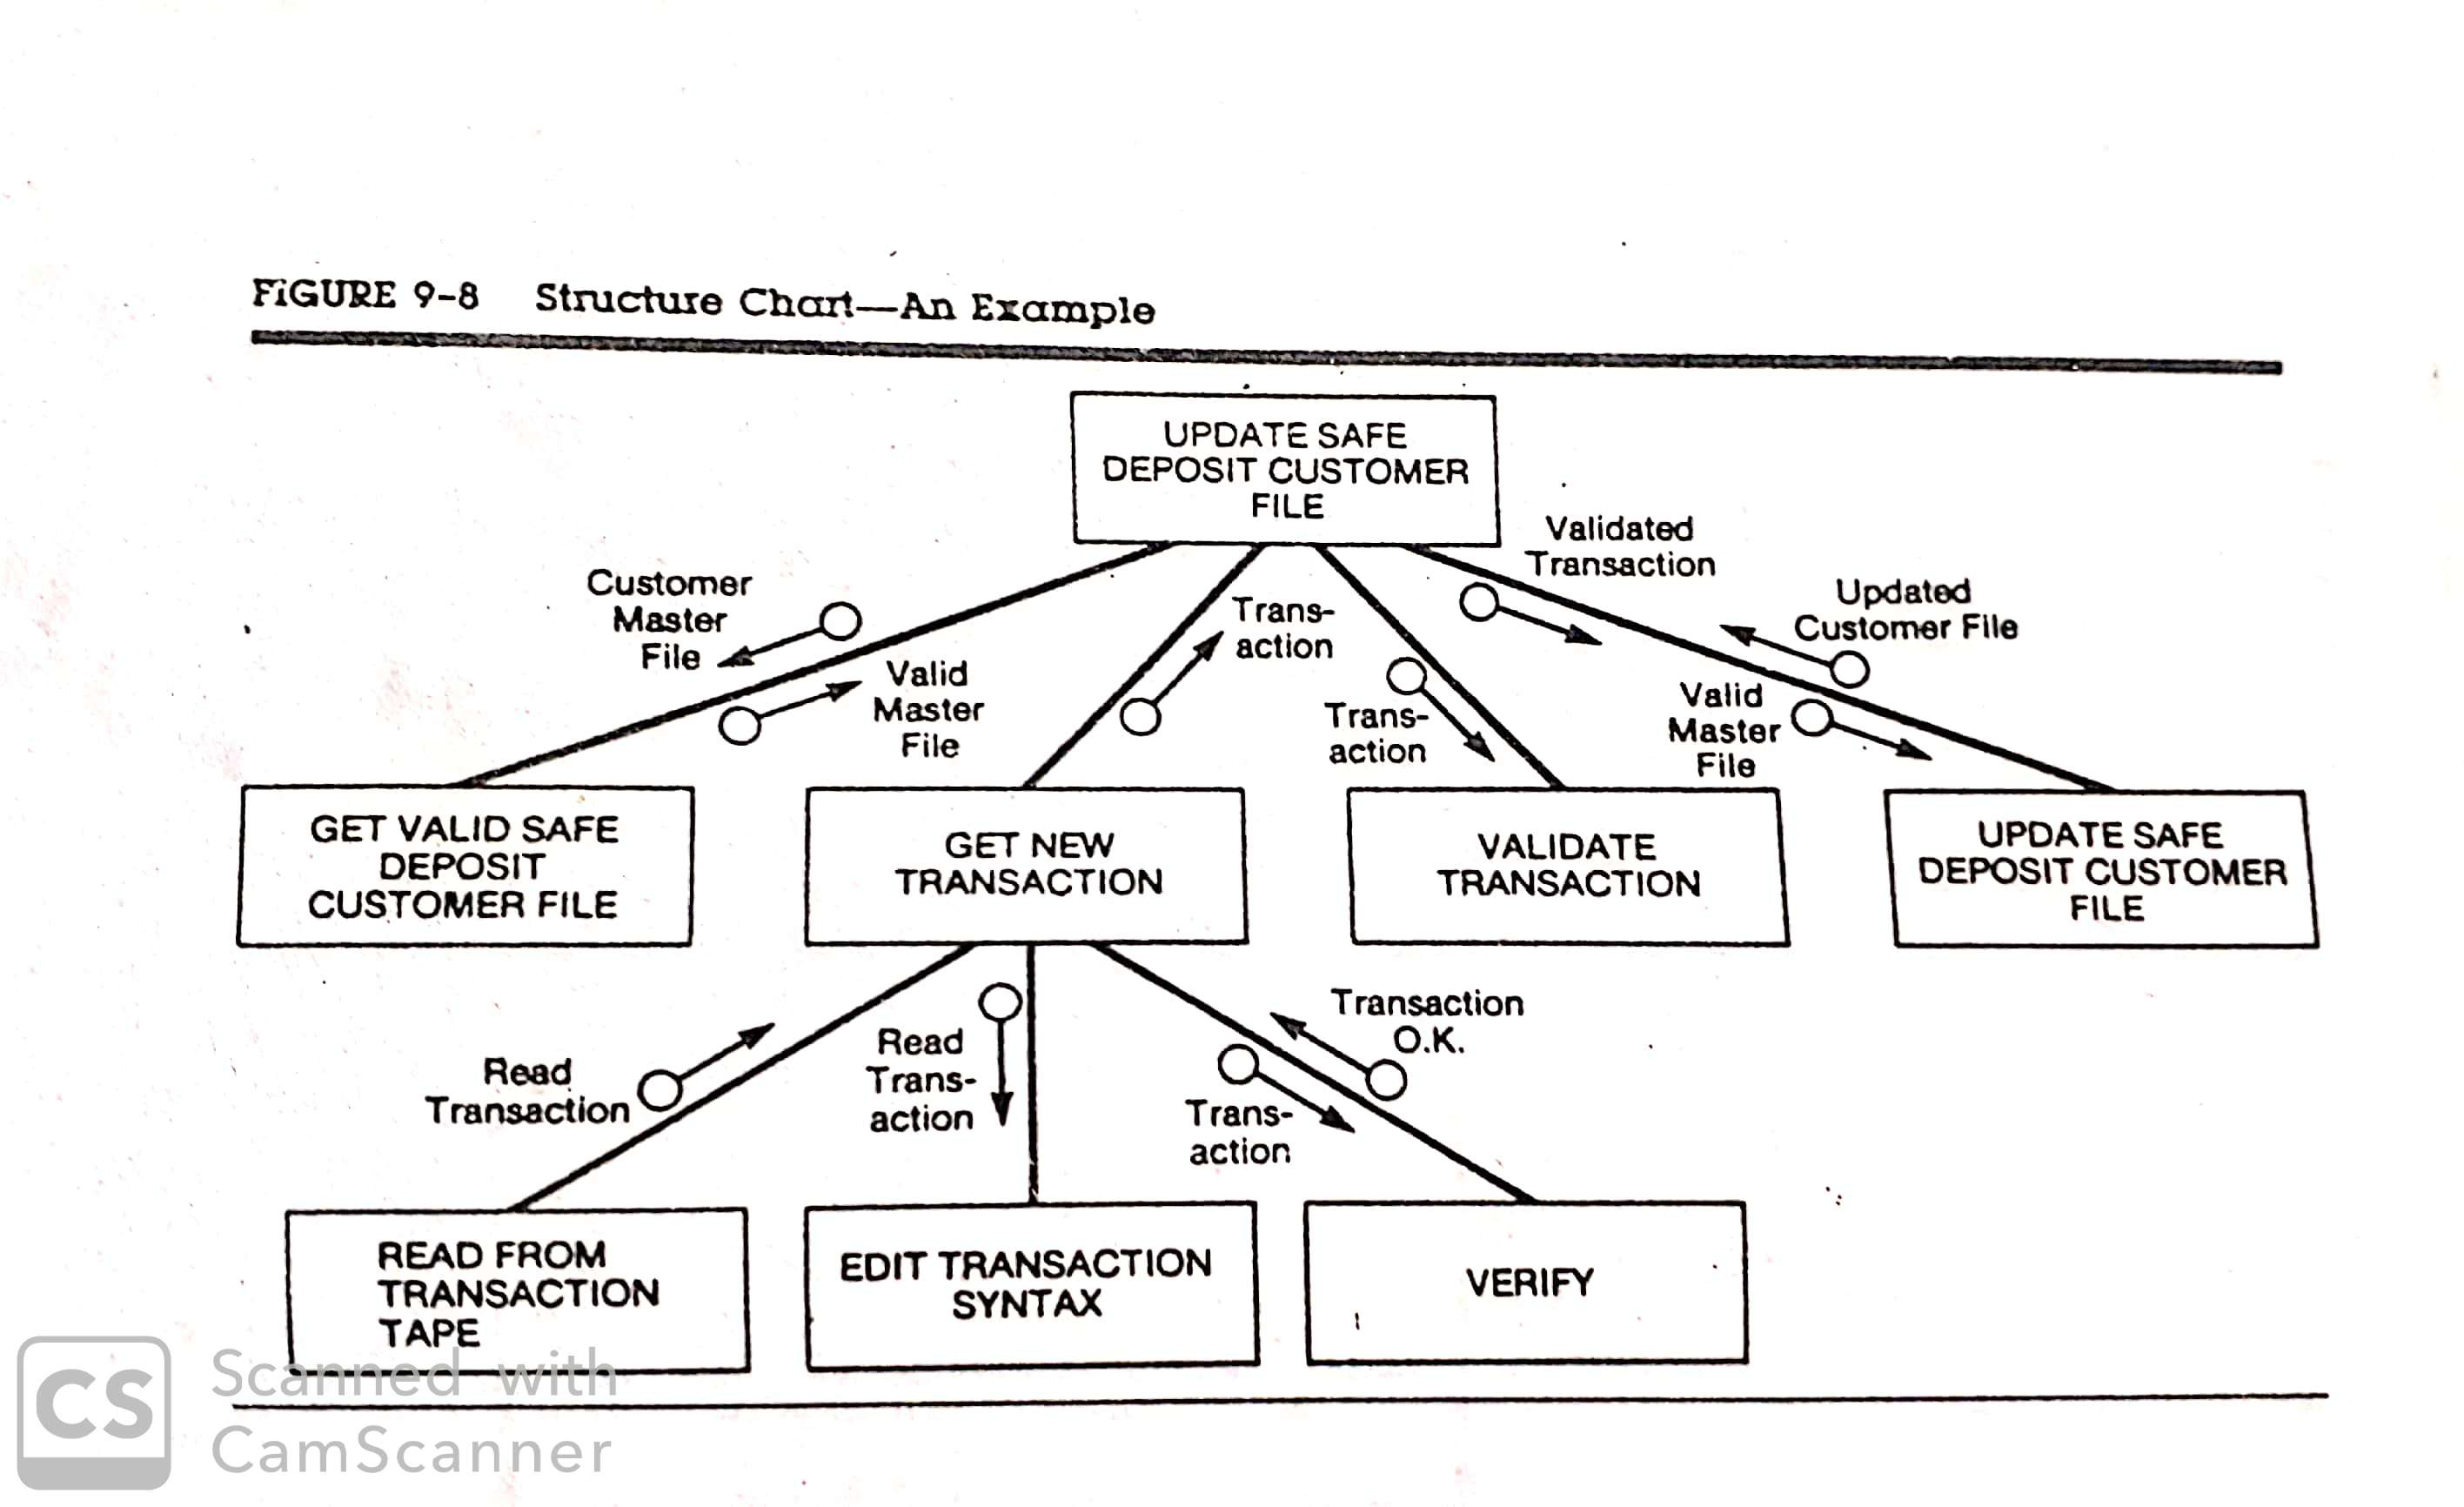 FIGURE 9-8 Structure Chart—An Example
UPDATE SAFE
DEPOSIT CUSTOMER
FILE
Validated
Transaction
Customer
Master
File
Updated
Customer File
Trans-
action
Valid
Master
File
Trans-
action
Valid
Master
File
GET VALID SAFE
DEPOSIT
CUSTOMER FILE
GET NEW
TRANSACTION
VALIDATE
TRANSACTION
UPDATE SAFE
DEPOSIT CUSTOMER
FILE
Read
Transaction
Read
Trans-
action
Transaction
O.K.
Trans-
action
READ FROM
TRANSACTION
TAPE
EDIT TRANSACTION
SYNTAX
VERIFY
CS
Scanned with
CamScanner